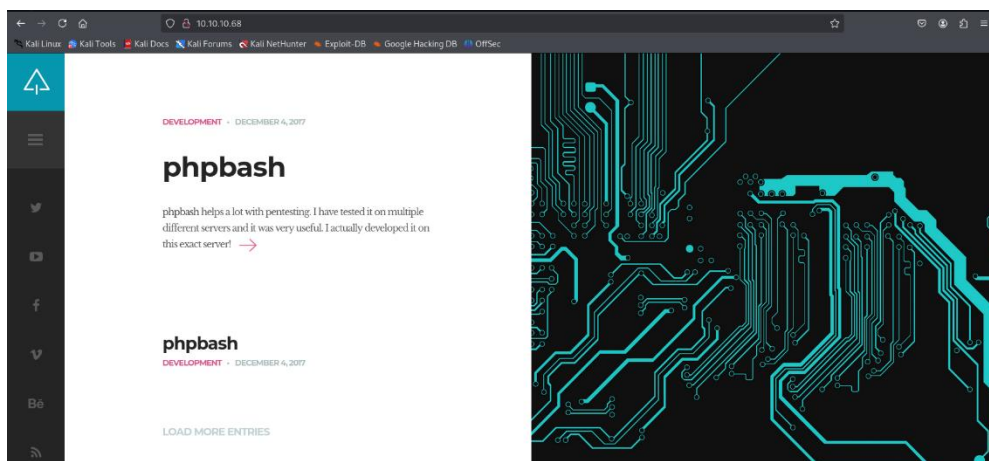 10.10.10.68
Kali Linux Kali Tools Kali Docs Kali Forums Kali NetHunter Exploit-DB Google Hacking DB OffSec
DEVELOPMENT - DECEMBER 4, 2017
phpbash
phpbash helps a lot with pentesting. I have tested it on multiple
different servers and it was very useful. I actually developed it on
this exact server!
phpbash
DEVELOPMENT - DECEMBER 4, 2017
Bē
LOAD MORE ENTRIES